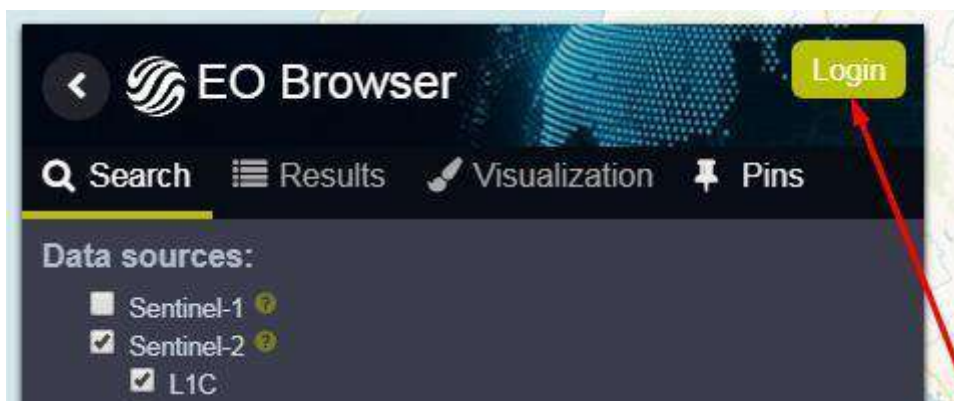 EO Browser
Login
Search Results Visualization Pins
Data sources:
Sentinel-1 ?
Sentinel-2 ?
L1C